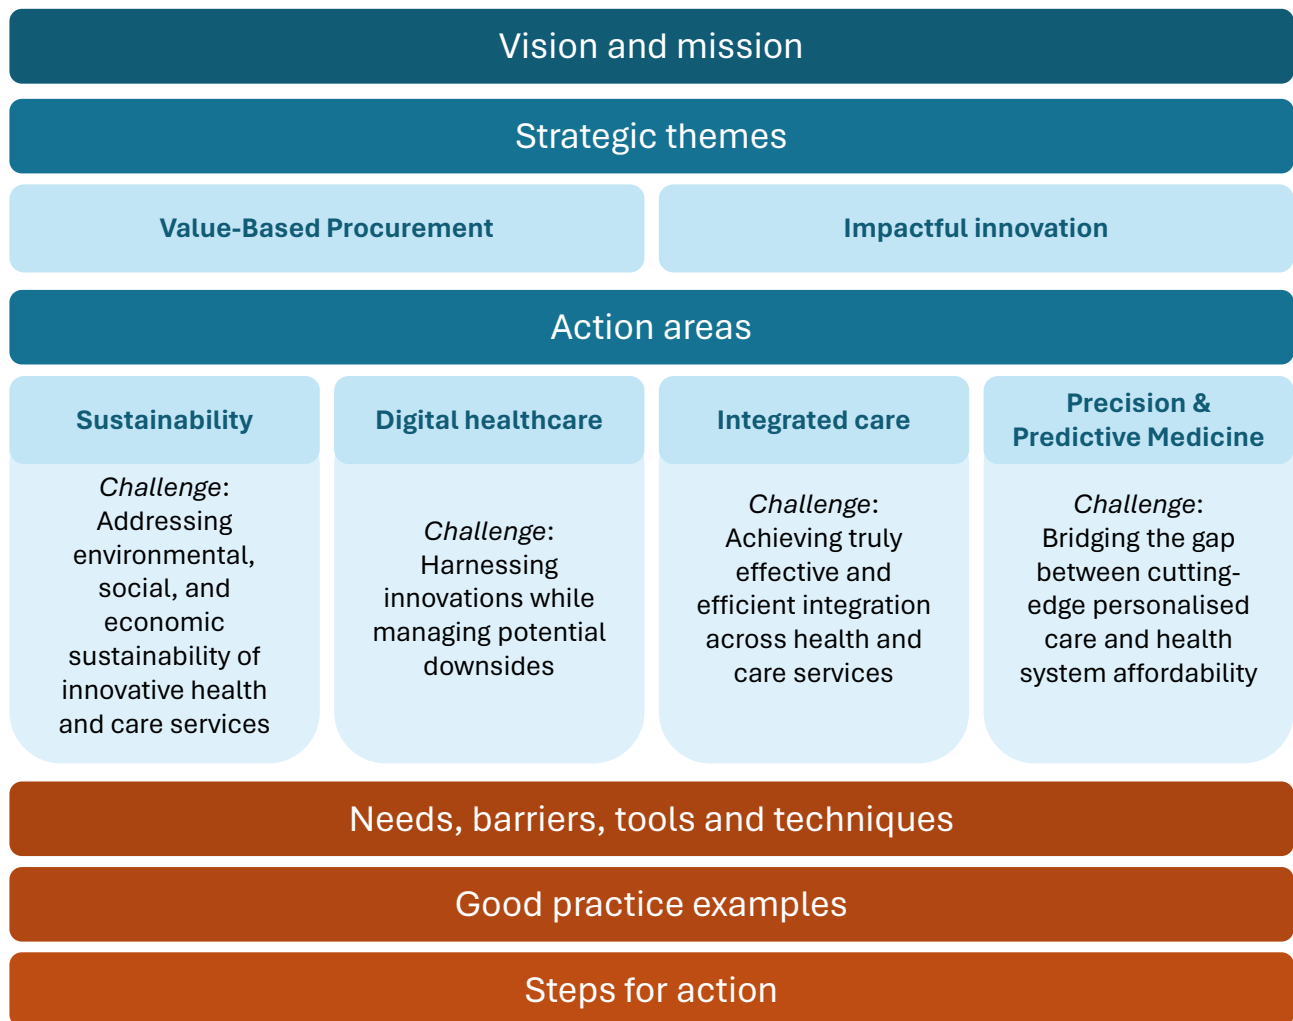 Vision and mission
Strategic themes
Value-Based Procurement
Impactful innovation
Action areas
Sustainability
Challenge:
Addressing
environmental,
social, and
economic
sustainability of
innovative health
and care services
Digital healthcare
Challenge:
Harnessing
innovations while
managing potential
downsides
Integrated care
Challenge:
Achieving truly
effective and
efficient integration
across health and
care services
Precision &
Predictive Medicine
Challenge:
Bridging the gap
between cutting-
edge personalised
care and health
system affordability
Needs, barriers, tools and techniques
Good practice examples
Steps for action